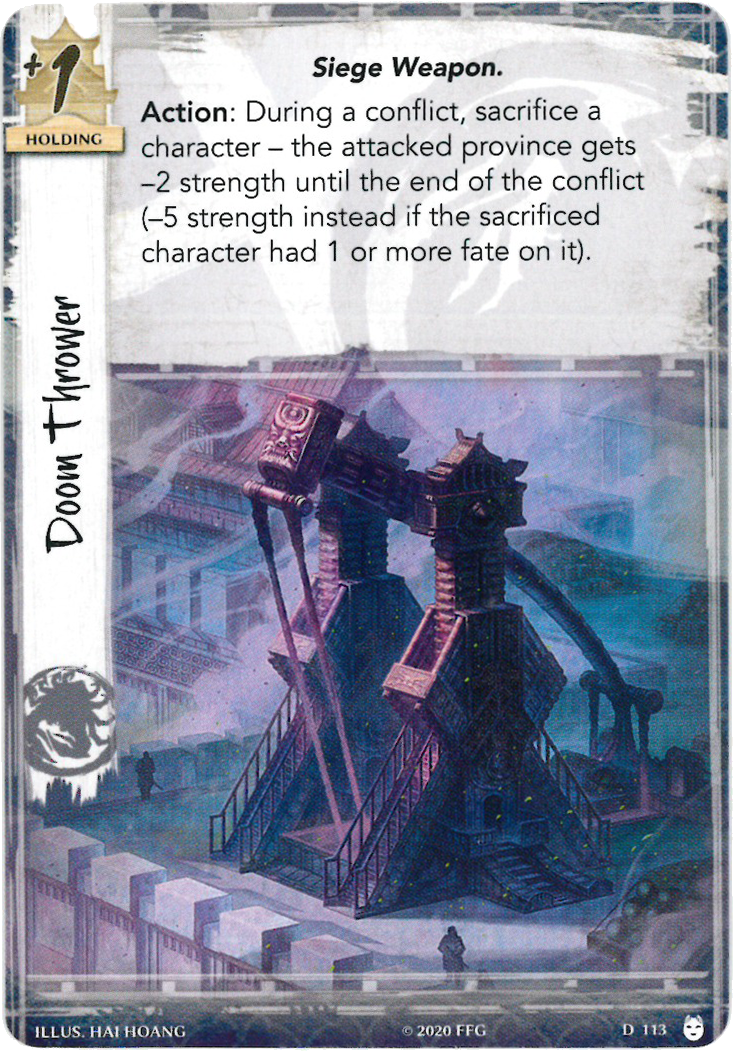 +1
HOLDING
Siege Weapon.
Action: During a conflict, sacrifice a
character – the attacked province gets
–2 strength until the end of the conflict
(–5 strength instead if the sacrificed
character had 1 or more fate on it).
Doom Thrower
ILLUS. HAI HOANG
© 2020 FFG
D 113